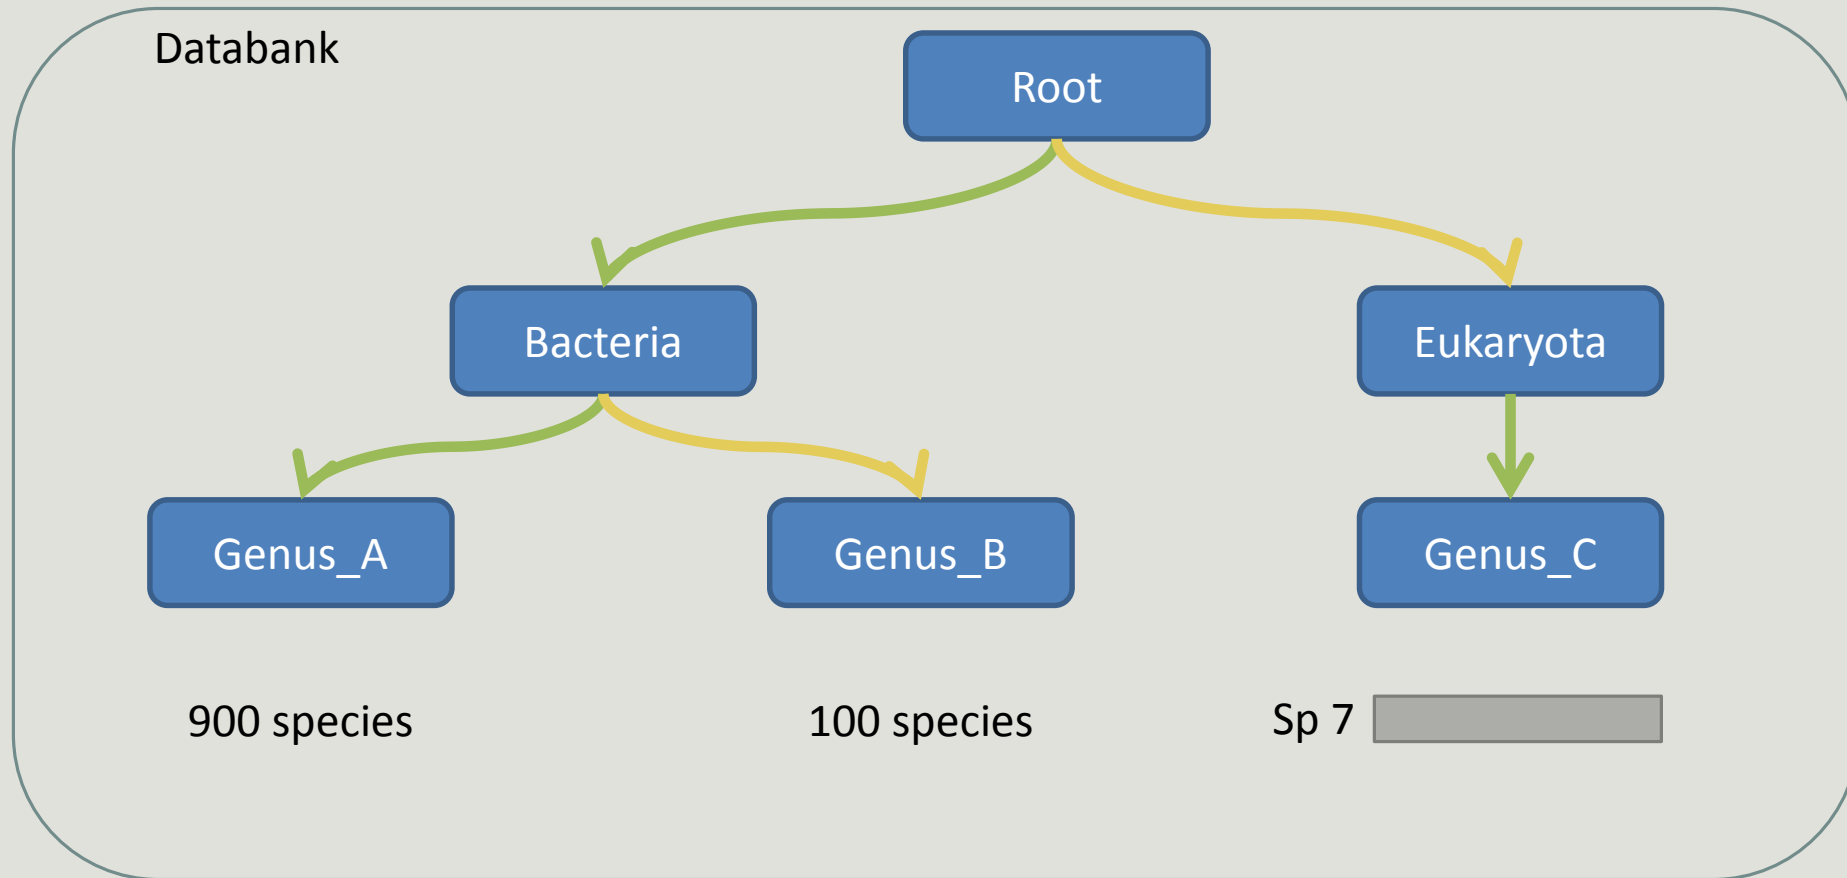 Databank
Root
Bacteria
Eukaryota
Genus_A
Genus_B
Genus_C
900 species
100 species
Sp 7